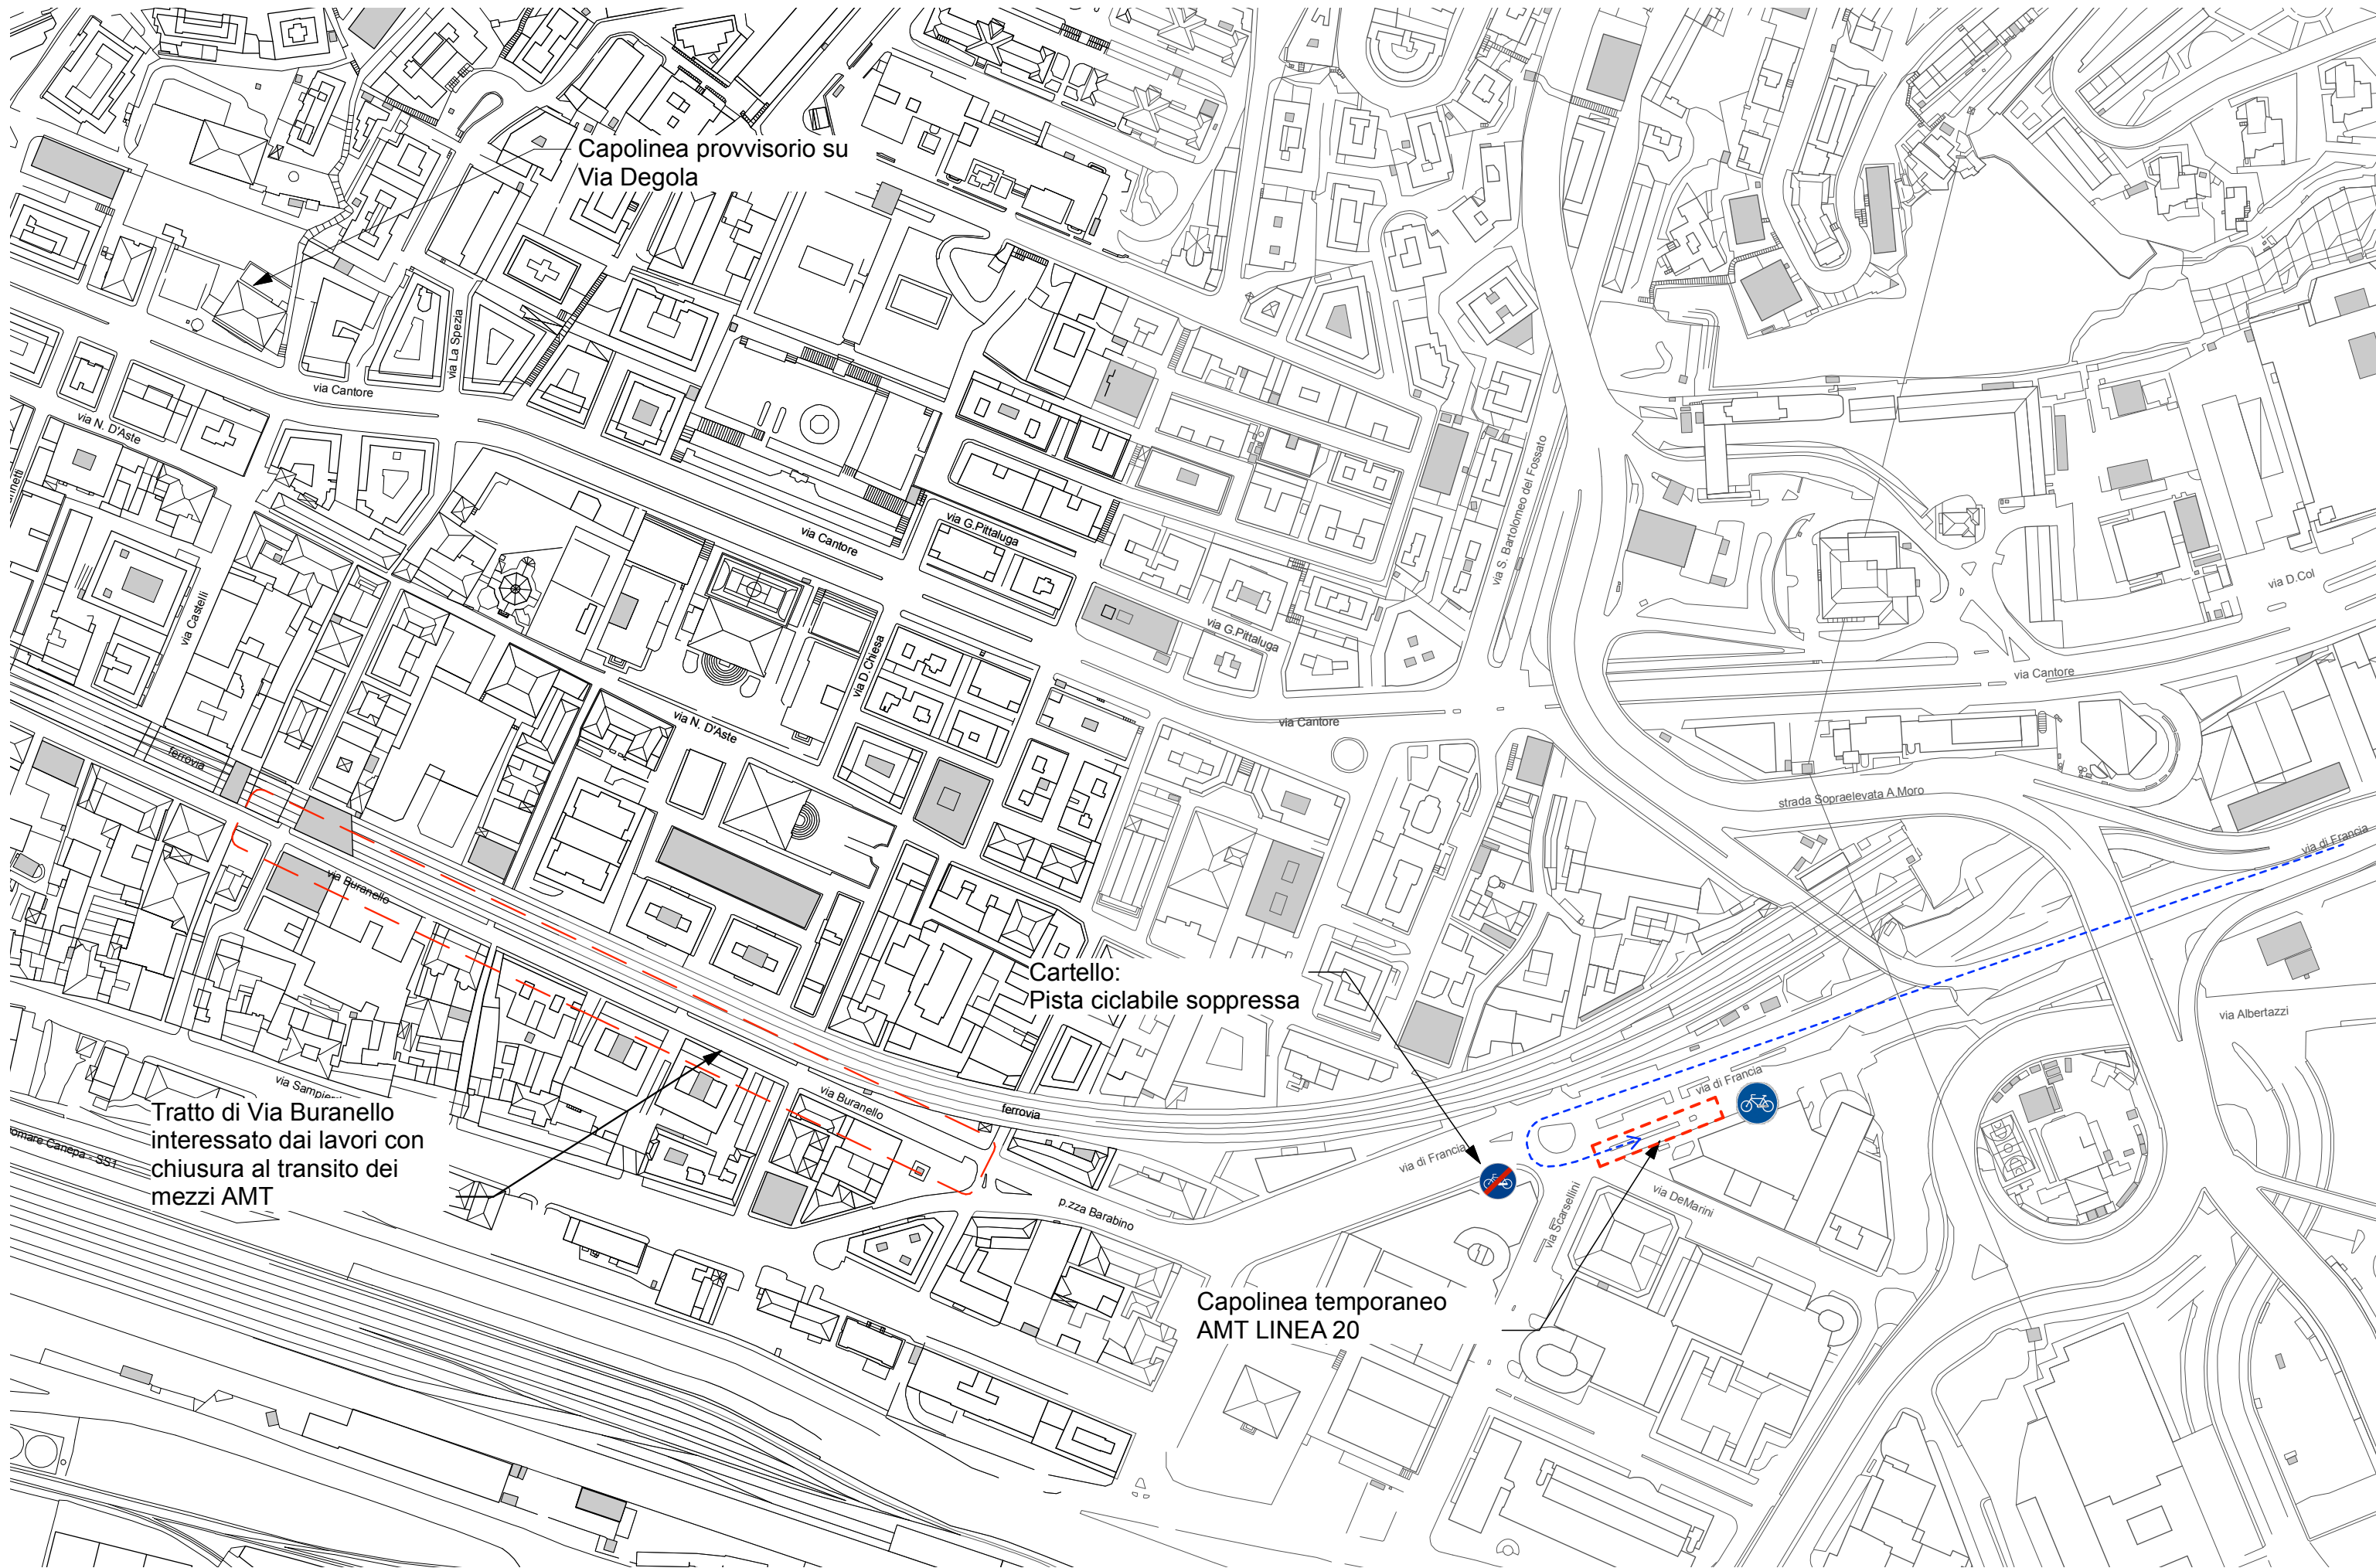 Capolinea provvisorio su
Via Degola
via La Spezia
via Cantore
via N. D'Aste
via S. Bartolomeo del Fossato
via G.Pittaluga
via Cantore
via D.Col
via Castelli
via G.Pittaluga
via D.Chiesa
via Cantore
via N. D'Aste
via Cantore
ferrovia
strada Sopraelevata A.Moro
via di Francia
via Buranello
Cartello:
Pista ciclabile soppressa
via Albertazzi
via di Francia
via Buranello
ferrovia
Tratto di Via Buranello
interessato dai lavori con
chiusura al transito dei
mezzi AMT
Canepa - SS1
via di Francia
via DeMarini
p.zza Barabino
via Scarsellini
Capolinea temporaneo
AMT LINEA 20